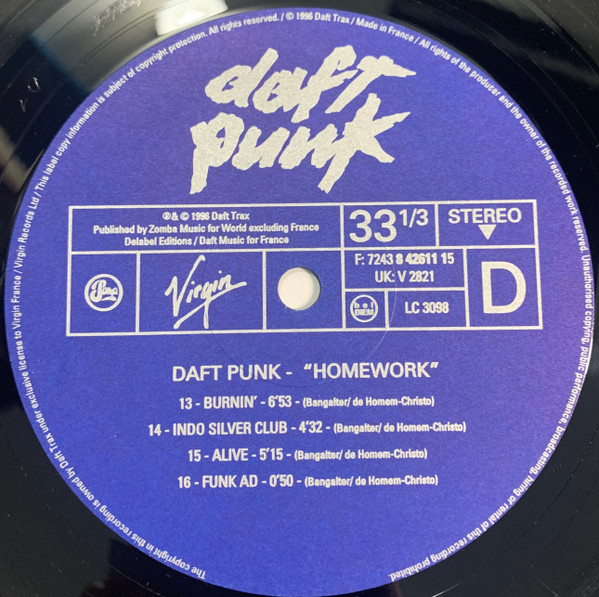 daft
punk
℗& © 1996 Daft Trax
Published by Zomba Music for World excluding France
Delabel Editions / Daft Music for France
33 1/3
STEREO
F: 7243 8 42611 15
UK: V 2821
D
Virgin
biel
BIEM
LC 3098
DAFT PUNK - “HOMEWORK”
13 - BURNIN’ - 6’53 - (Bangalter/ de Homem-Christo)
14 - INDO SILVER CLUB - 4’32 - (Bangalter/ de Homem-Christo)
15 - ALIVE - 5’15 - (Bangalter/ de Homem-Christo)
16 - FUNK AD - 0’50 - (Bangalter/ de Homem-Christo)
The copyright in this recording is owned by Daft Trax under exclusive license to Virgin France / Virgin Records Ltd / This label copy information is subject of copyright protection. All rights reserved. / © 1996 Daft Trax / Made in France / All rights of the producer and the owner of the recorded work reserved. Unauthorised copying, public performance, broadcasting, hiring or rental of this recording prohibited.